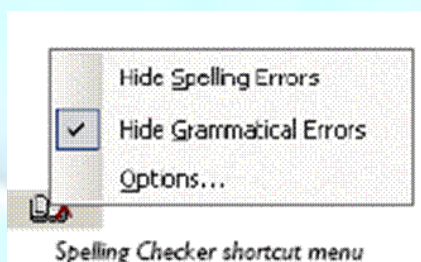 Hide Spelling Errors
Hide Grammatical Errors
Options...
Spelling Checker shortcut menu